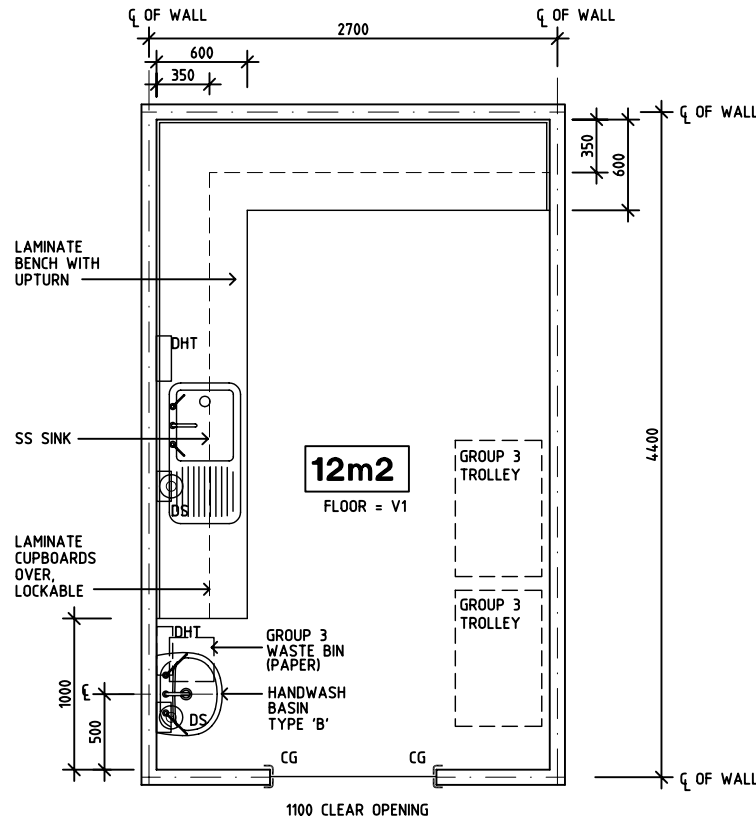 ℄ OF WALL
℄ OF WALL
2700
600
350
℄ OF WALL
350
600
LAMINATE
BENCH WITH
UPTURN
DHT
SS SINK
12m2
FLOOR = V1
GROUP 3
TROLLEY
4400
DS
LAMINATE
CUPBOARDS
OVER,
LOCKABLE
GROUP 3
TROLLEY
DHT
GROUP 3
WASTE BIN
(PAPER)
1000
℄
HANDWASH
BASIN
TYPE 'B'
DS
500
CG
CG
℄ OF WALL
1100 CLEAR OPENING